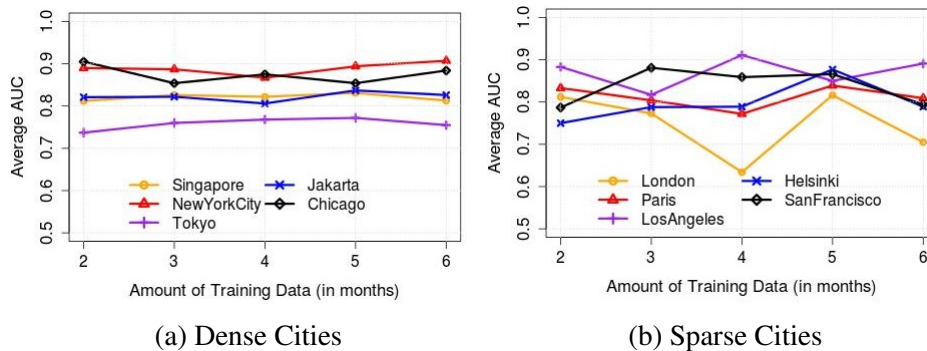 1.0
0.9
0.8
0.7
0.6
0.5
Average AUC
Singapore
NewYorkCity
Tokyo
Jakarta
Chicago
2 3 4 5 6
Amount of Training Data (in months)
(a) Dense Cities
1.0
0.9
0.8
0.7
0.6
0.5
Average AUC
London
Paris
LosAngeles
Helsinki
SanFrancisco
2 3 4 5 6
Amount of Training Data (in months)
(b) Sparse Cities